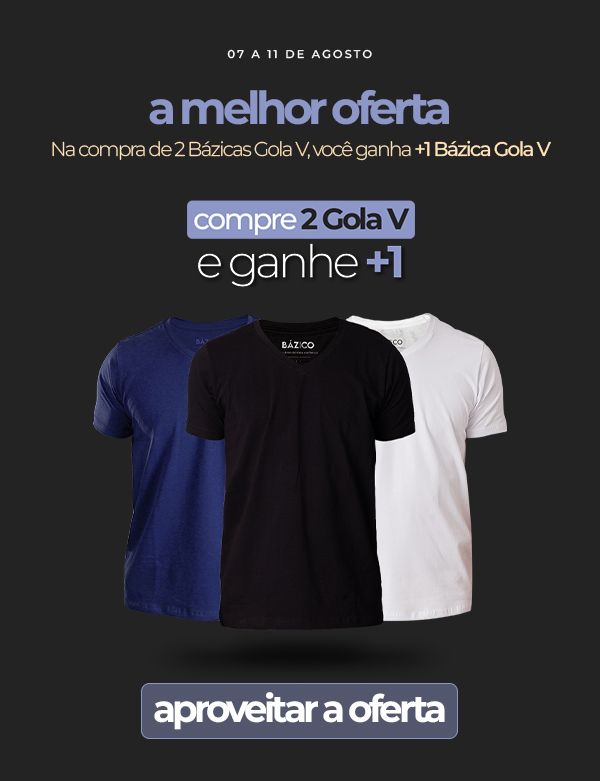 07 A 11 DE AGOSTO
a melhor oferta
Na compra de 2 Bázicas Gola V, você ganha +1 Bázica Gola V
compre 2 Gola V
e ganhe +1
BÁZICO
aproveitar a oferta